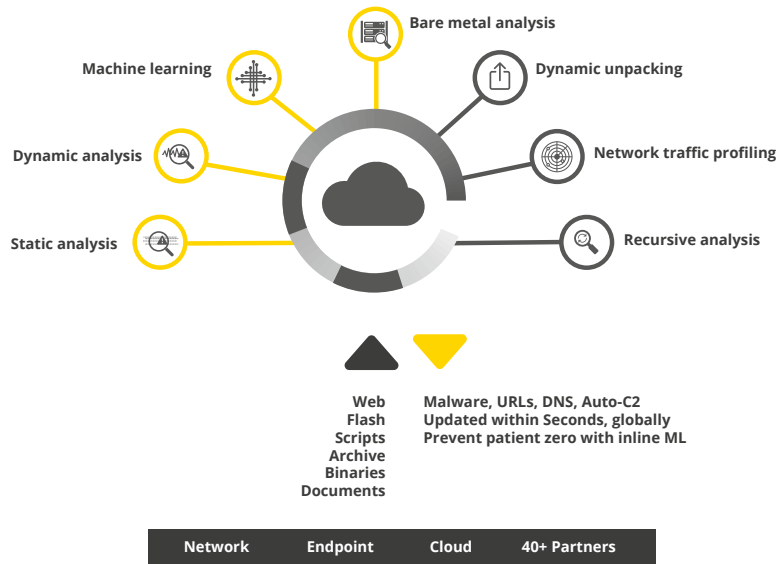 Bare metal analysis
Machine learning
Dynamic unpacking
Dynamic analysis
Network traffic profiling
Static analysis
Recursive analysis
Web
Flash
Scripts
Archive
Binaries
Documents
Malware, URLs, DNS, Auto-C2
Updated within Seconds, globally
Prevent patient zero with inline ML
Network Endpoint Cloud 40+ Partners